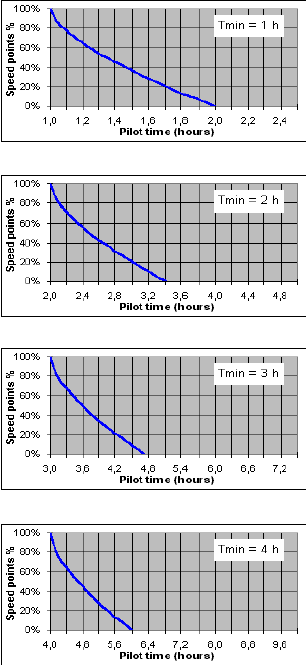 Speed points %
100%
80%
60%
40%
20%
0%
Tmin = 1 h
1,0 1,2 1,4 1,6 1,8 2,0 2,2 2,4
Pilot time (hours)
Speed points %
100%
80%
60%
40%
20%
0%
Tmin = 2 h
2,0 2,4 2,8 3,2 3,6 4,0 4,4 4,8
Pilot time (hours)
Speed points %
100%
80%
60%
40%
20%
0%
Tmin = 3 h
3,0 3,6 4,2 4,8 5,4 6,0 6,6 7,2
Pilot time (hours)
Speed points %
100%
80%
60%
40%
20%
0%
Tmin = 4 h
4,0 4,8 5,6 6,4 7,2 8,0 8,8 9,6
Pilot time (hours)